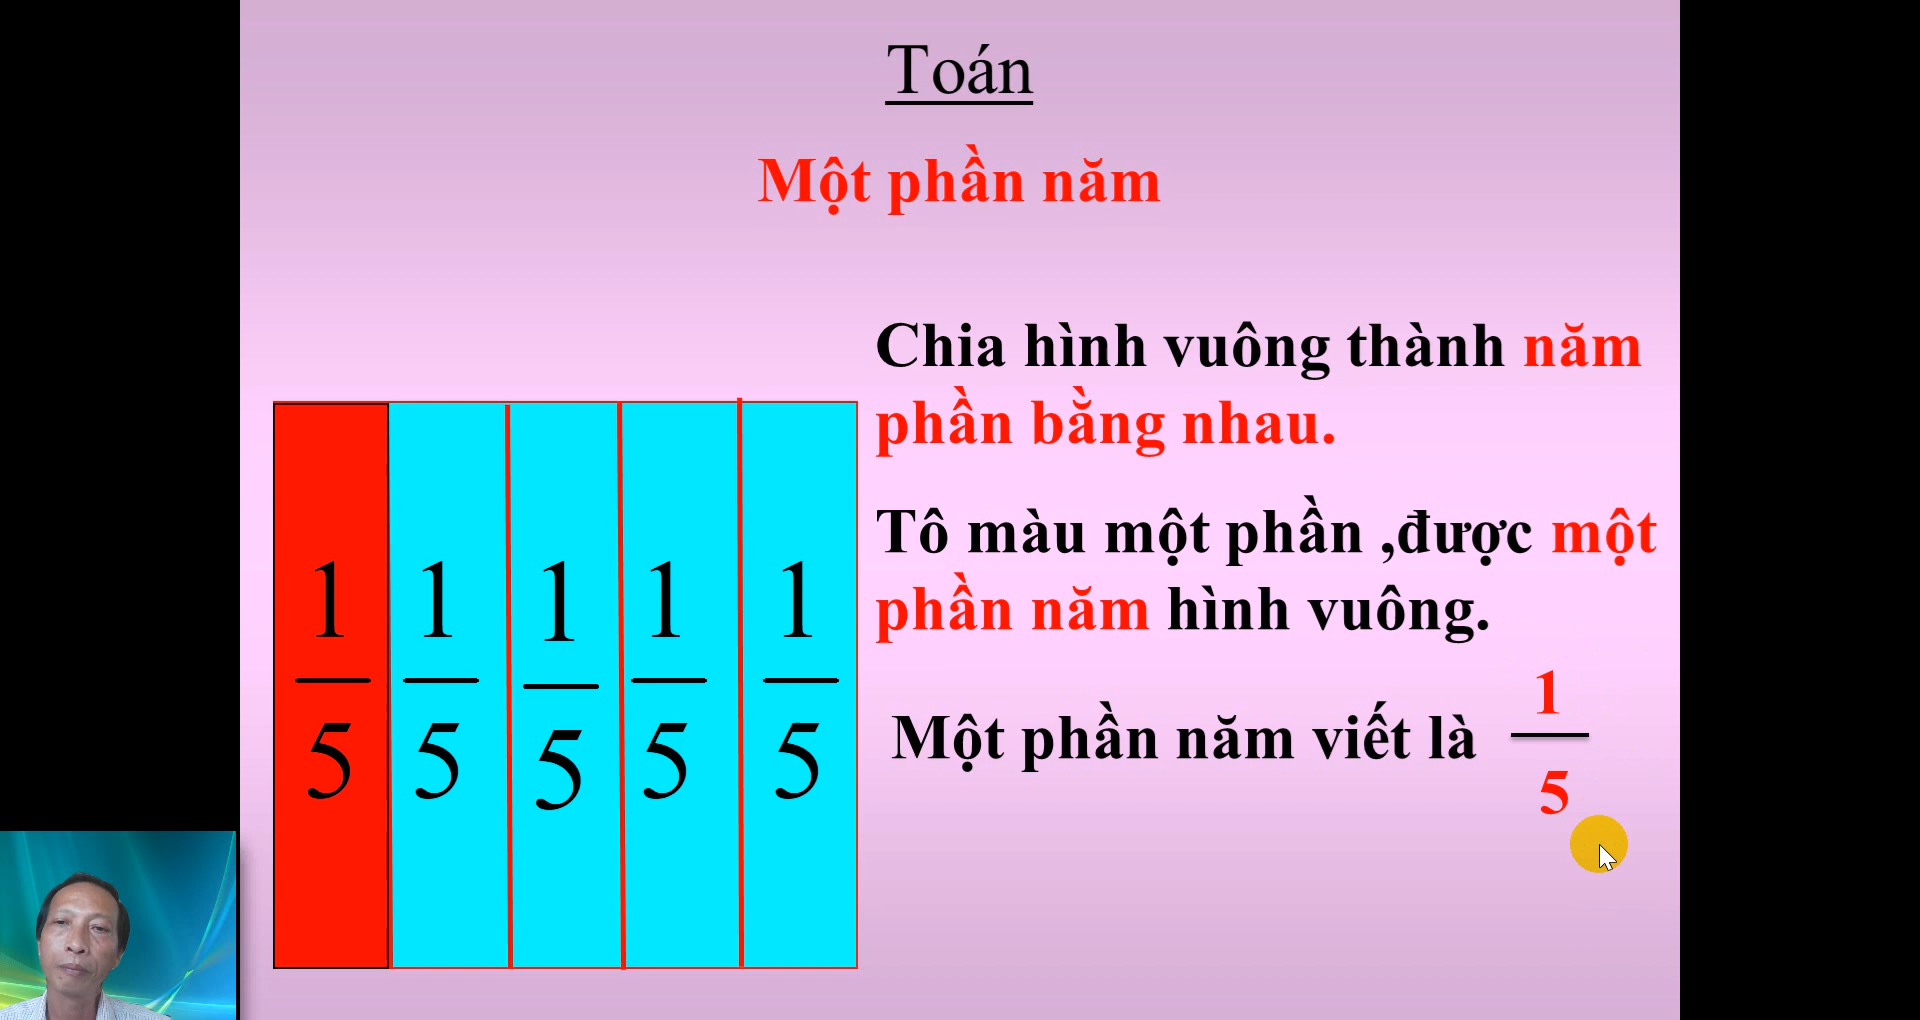 Toán
Một phần năm
Chia hình vuông thành năm
phần bằng nhau.
Tô màu một phần ,được một
phần năm hình vuông.
Một phần năm viết là
1
5
1 1 1 1 1
5 5 5 5 5